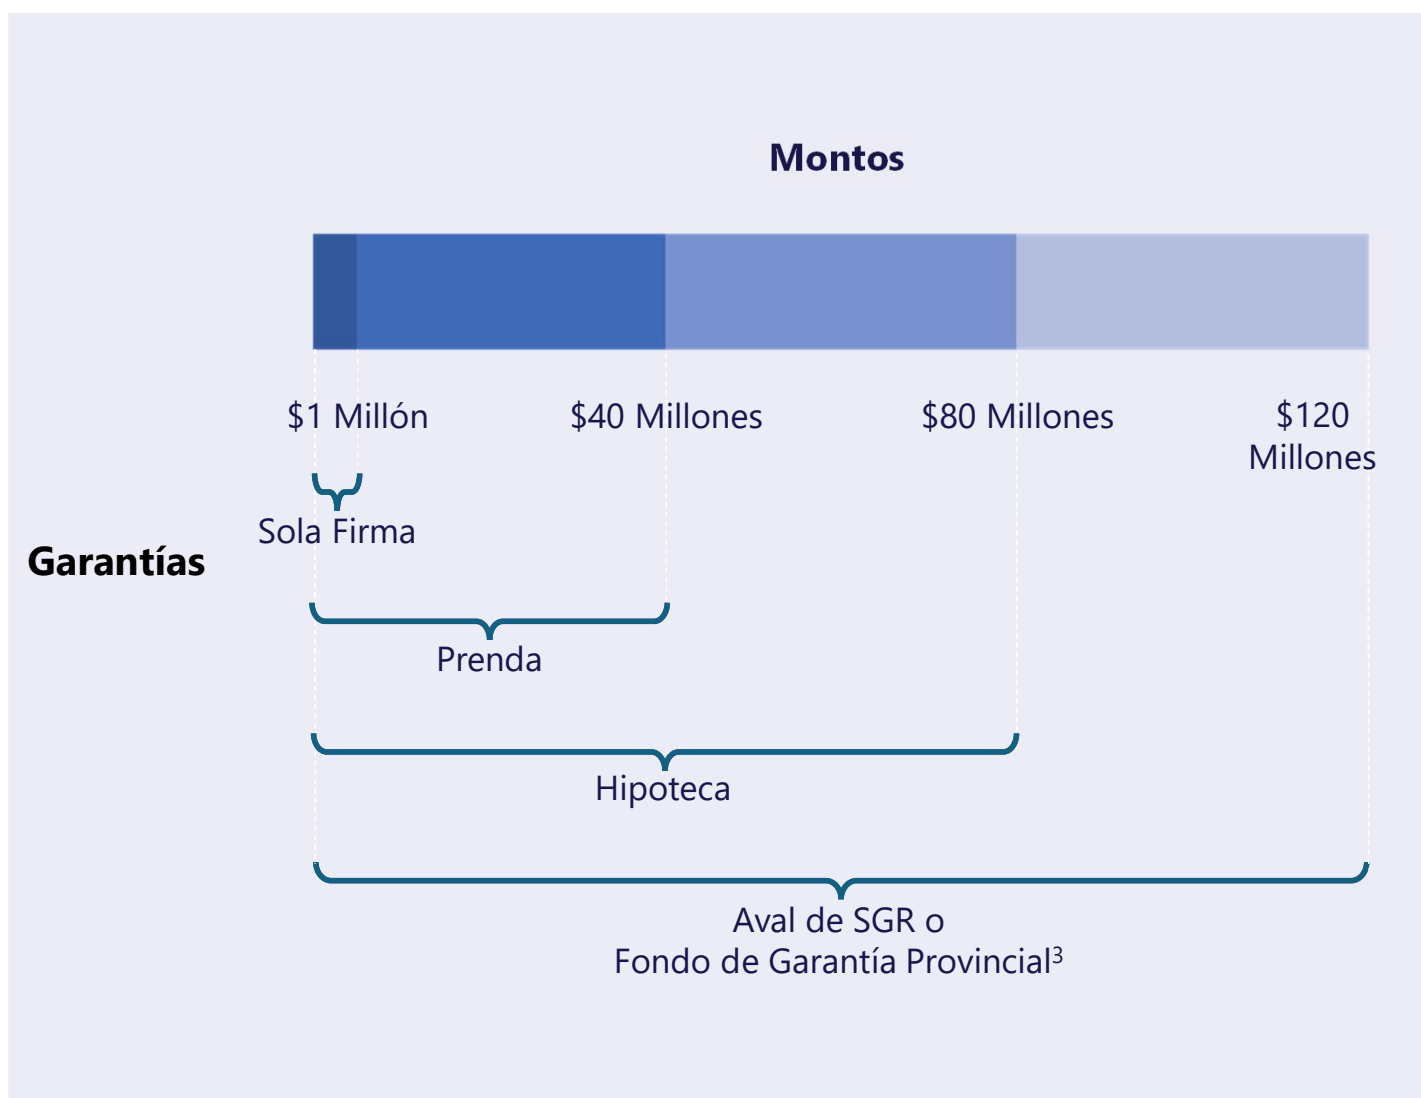 Montos
$1 Millón
$40 Millones
$80 Millones
$120
Millones
Sola Firma
Garantías
Prenda
Hipoteca
Aval de SGR o
Fondo de Garantía Provincial³